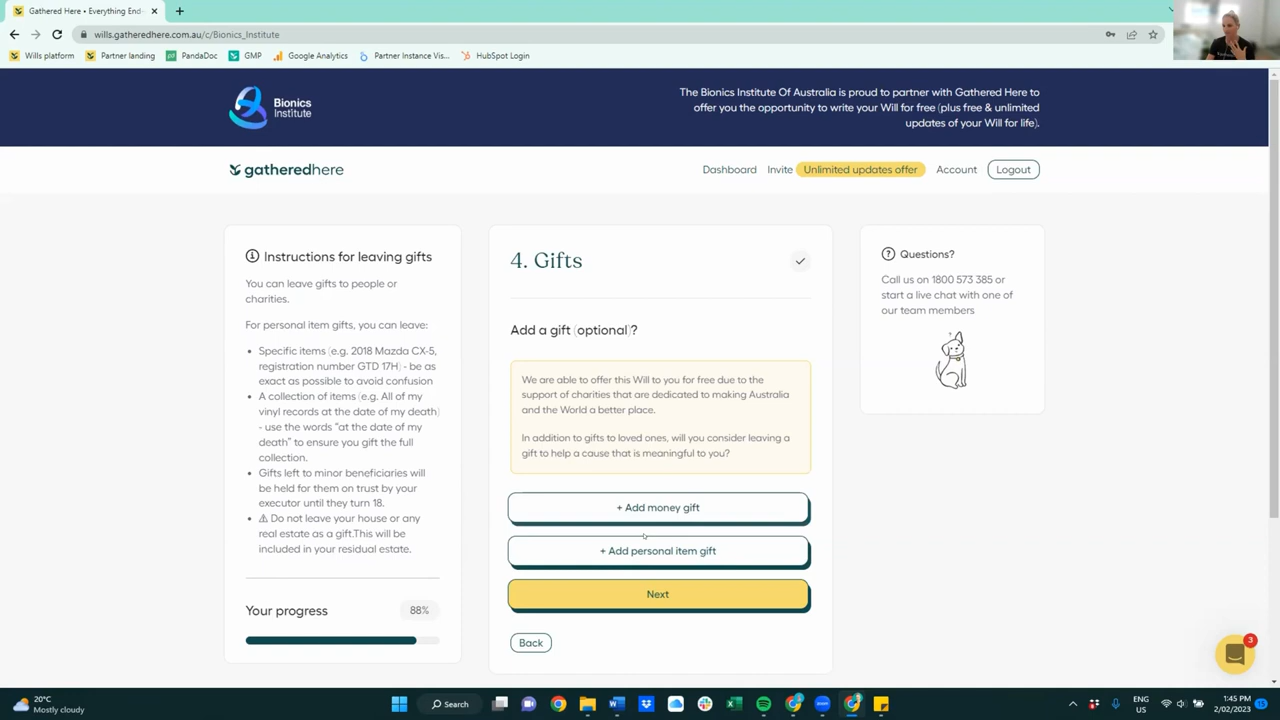 Gathered Here • Everything End-
wills.gatheredhere.com.au/c/Bionics_Institute
Wills platform
Partner landing
PandaDoc
GMP
Google Analytics
Partner Instance Vis...
HubSpot Login
Bionics
Institute
The Bionics Institute Of Australia is proud to partner with Gathered Here to
offer you the opportunity to write your Will for free (plus free & unlimited
updates of your Will for life).
gatheredhere
Dashboard
Invite
Unlimited updates offer
Account
Logout
Instructions for leaving gifts
You can leave gifts to people or
charities.
For personal item gifts, you can leave:
• Specific items (e.g. 2018 Mazda CX-5,
registration number GTD 17H) - be as
exact as possible to avoid confusion
• A collection of items (e.g. All of my
vinyl records at the date of my death)
- use the words "at the date of my
death" to ensure you gift the full
collection.
• Gifts left to minor beneficiaries will
be held for them on trust by your
executor until they turn 18.
• ⚠ Do not leave your house or any
real estate as a gift.This will be
included in your residual estate.
Your progress
88%
4. Gifts
Add a gift (optional)?
We are able to offer this Will to you for free due to the
support of charities that are dedicated to making Australia
and the World a better place.
In addition to gifts to loved ones, will you consider leaving a
gift to help a cause that is meaningful to you?
+ Add money gift
+ Add personal item gift
Next
Back
Questions?
Call us on 1800 573 385 or
start a live chat with one of
our team members
3
20°C
Mostly cloudy
Search
ENG
US
1:45 PM
2/02/2023